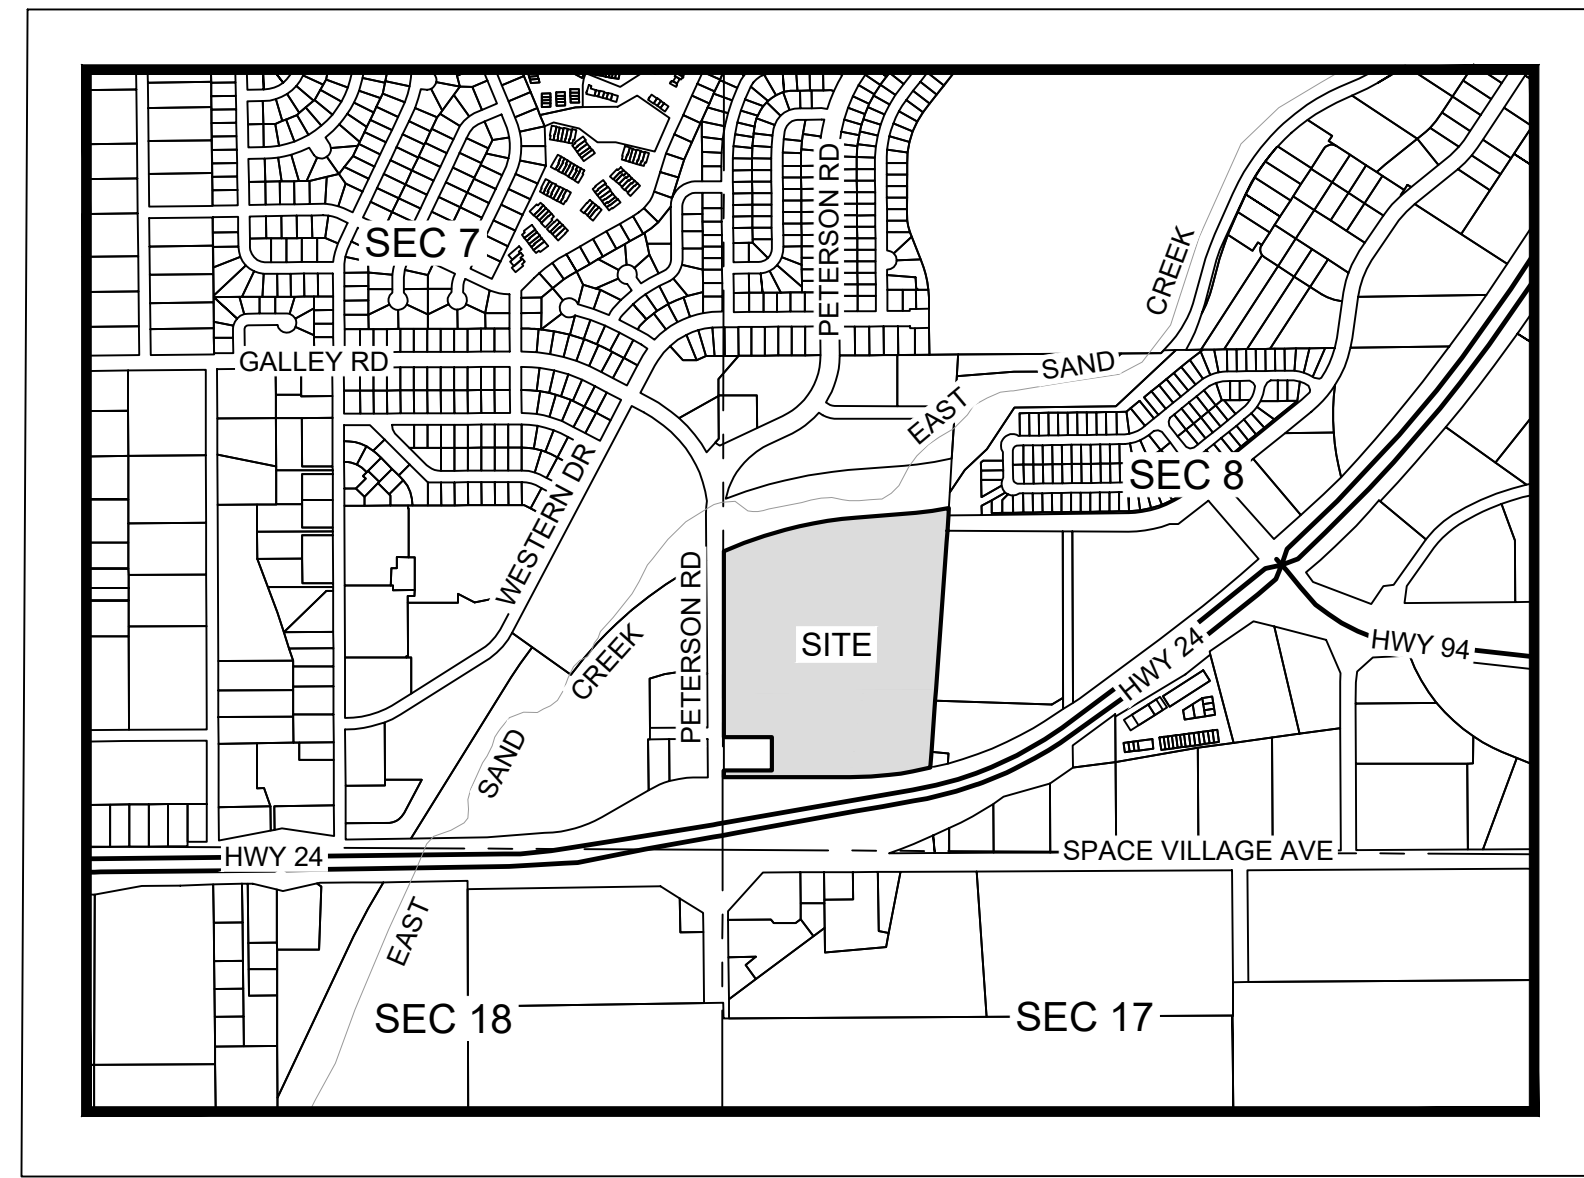 PETERSON RD
SEC 7
CREEK
GALLEY RD
SAND
EAST
SEC 8
WESTERN DR
PETERSON RD
SITE
HWY 94
CREEK
HWY 24
SAND
HWY 24
SPACE VILLAGE AVE
EAST
SEC 18
SEC 17